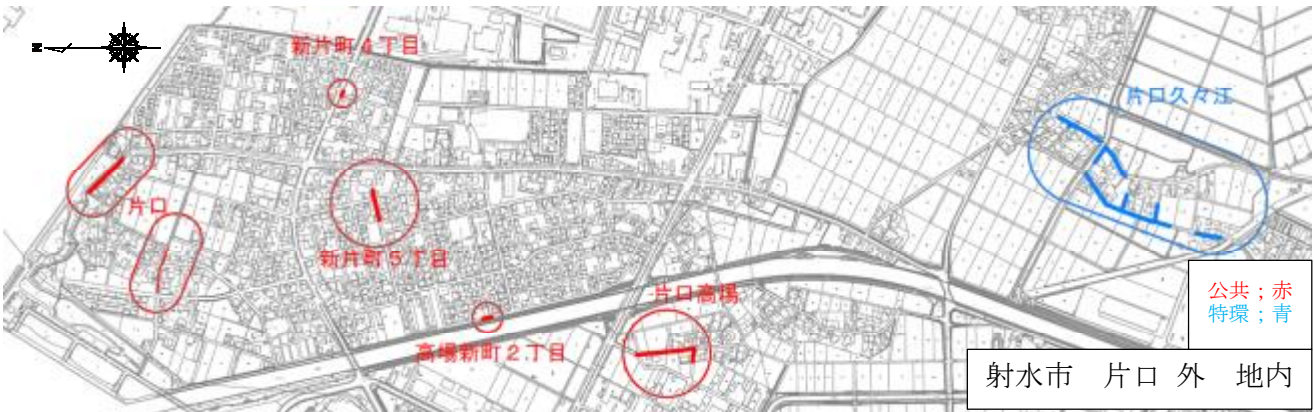 N
新片町4丁目
片口久々江
片口
新片町5丁目
片口高場
高場新町2丁目
公共；赤
特環；青
射水市 片口 外 地内